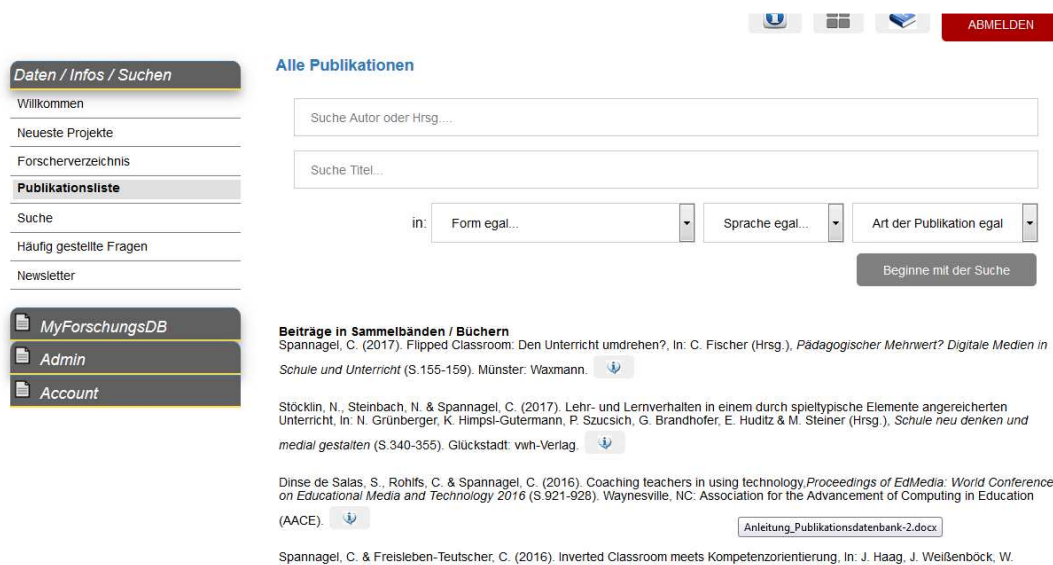 ABMELDEN
Daten / Infos / Suchen
Willkommen
Neueste Projekte
Forscherverzeichnis
Publikationsliste
Suche
Häufig gestellte Fragen
Newsletter
MyForschungsDB
Admin
Account
Alle Publikationen
Suche Autor oder Hrsg....
Suche Titel...
in: Form egal... Sprache egal... Art der Publikation egal
Beginne mit der Suche
Beiträge in Sammelbänden / Büchern
Spannagel, C. (2017). Flipped Classroom: Den Unterricht umdrehen?, In: C. Fischer (Hrsg.), Pädagogischer Mehrwert? Digitale Medien in
Schule und Unterricht (S.155-159). Münster: Waxmann.
Stöcklin, N., Steinbach, N. & Spannagel, C. (2017). Lehr- und Lernverhalten in einem durch spieltypische Elemente angereicherten
Unterricht, In: N. Grünberger, K. Himpsl-Gutermann, P. Szucsich, G. Brandhofer, E. Huditz & M. Steiner (Hrsg.), Schule neu denken und
medial gestalten (S.340-355). Glückstadt: vwh-Verlag.
Dinse de Salas, S., Rohlfs, C. & Spannagel, C. (2016). Coaching teachers in using technology,Proceedings of EdMedia: World Conference
on Educational Media and Technology 2016 (S.921-928). Waynesville, NC: Association for the Advancement of Computing in Education
(AACE).
Anleitung_Publikationsdatenbank-2.docx
Spannagel, C. & Freisleben-Teutscher, C. (2016). Inverted Classroom meets Kompetenzorientierung, In: J. Haag, J. Weißenböck, W.